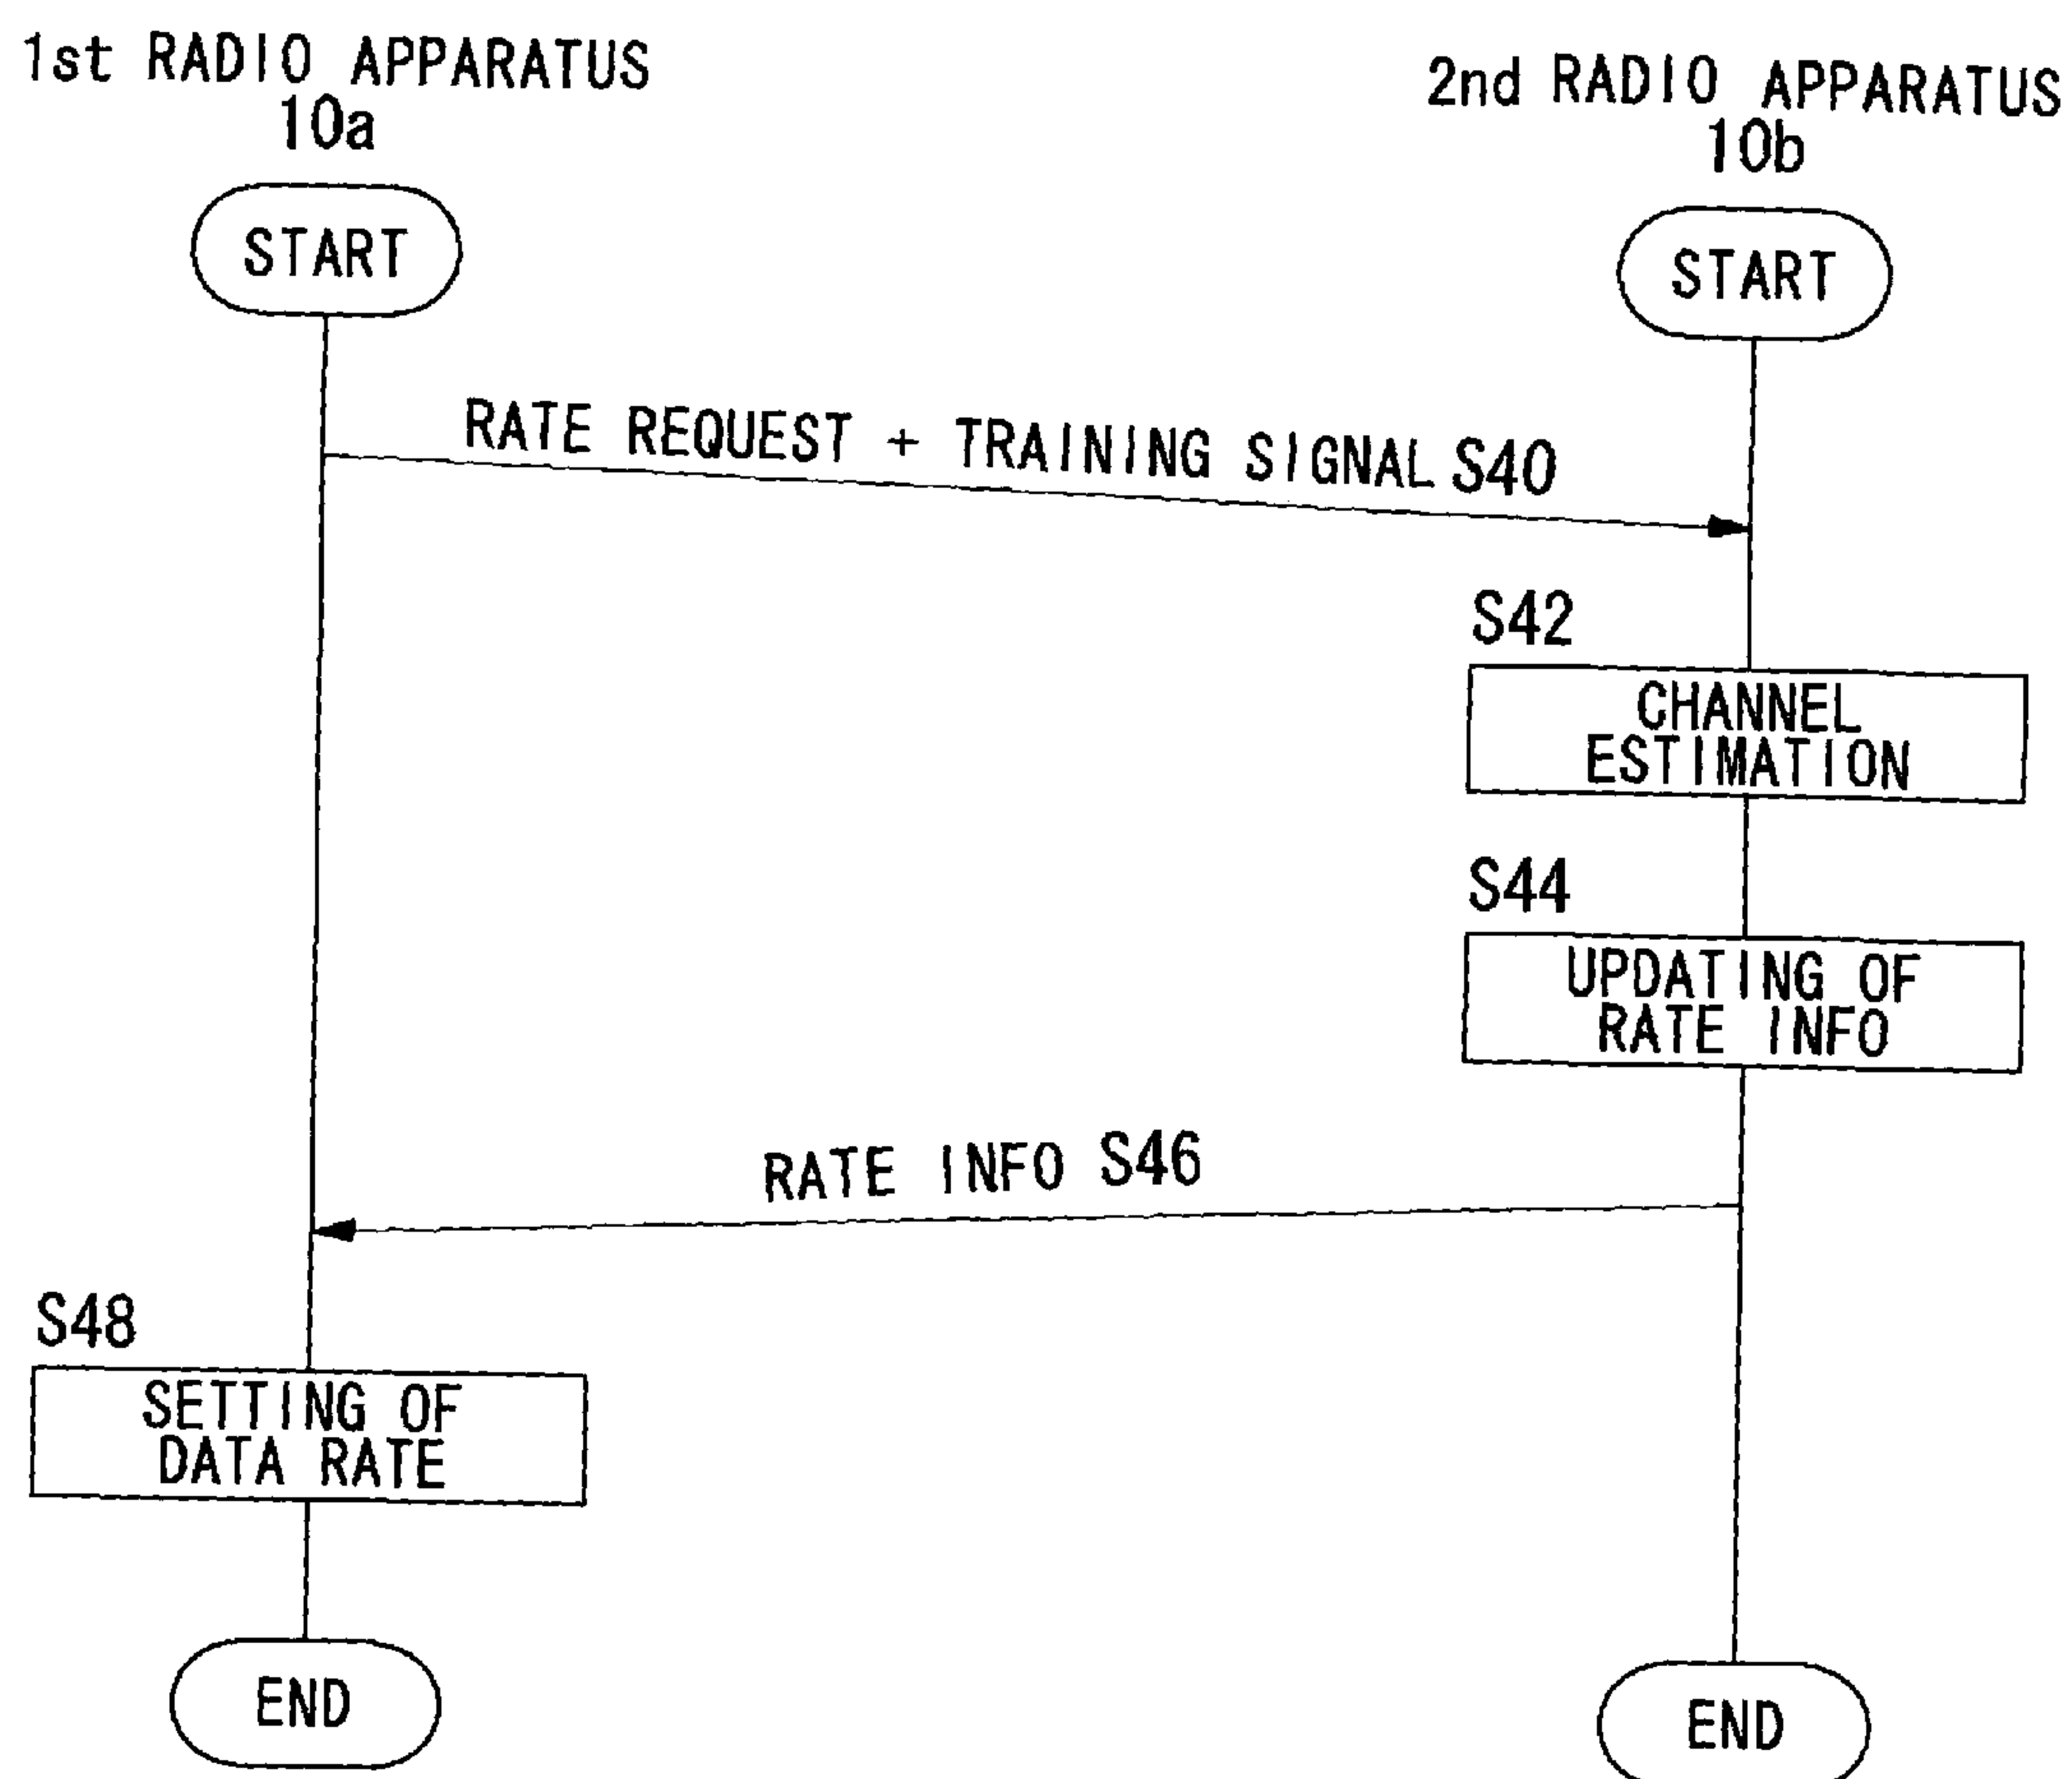 1st RADIO APPARATUS
10a
2nd RADIO APPARATUS
10b
START
START
RATE REQUEST + TRAINING SIGNAL S40
S42
CHANNEL
ESTIMATION
S44
UPDATING OF
RATE INFO
RATE INFO S46
S48
SETTING OF
DATA RATE
END
END